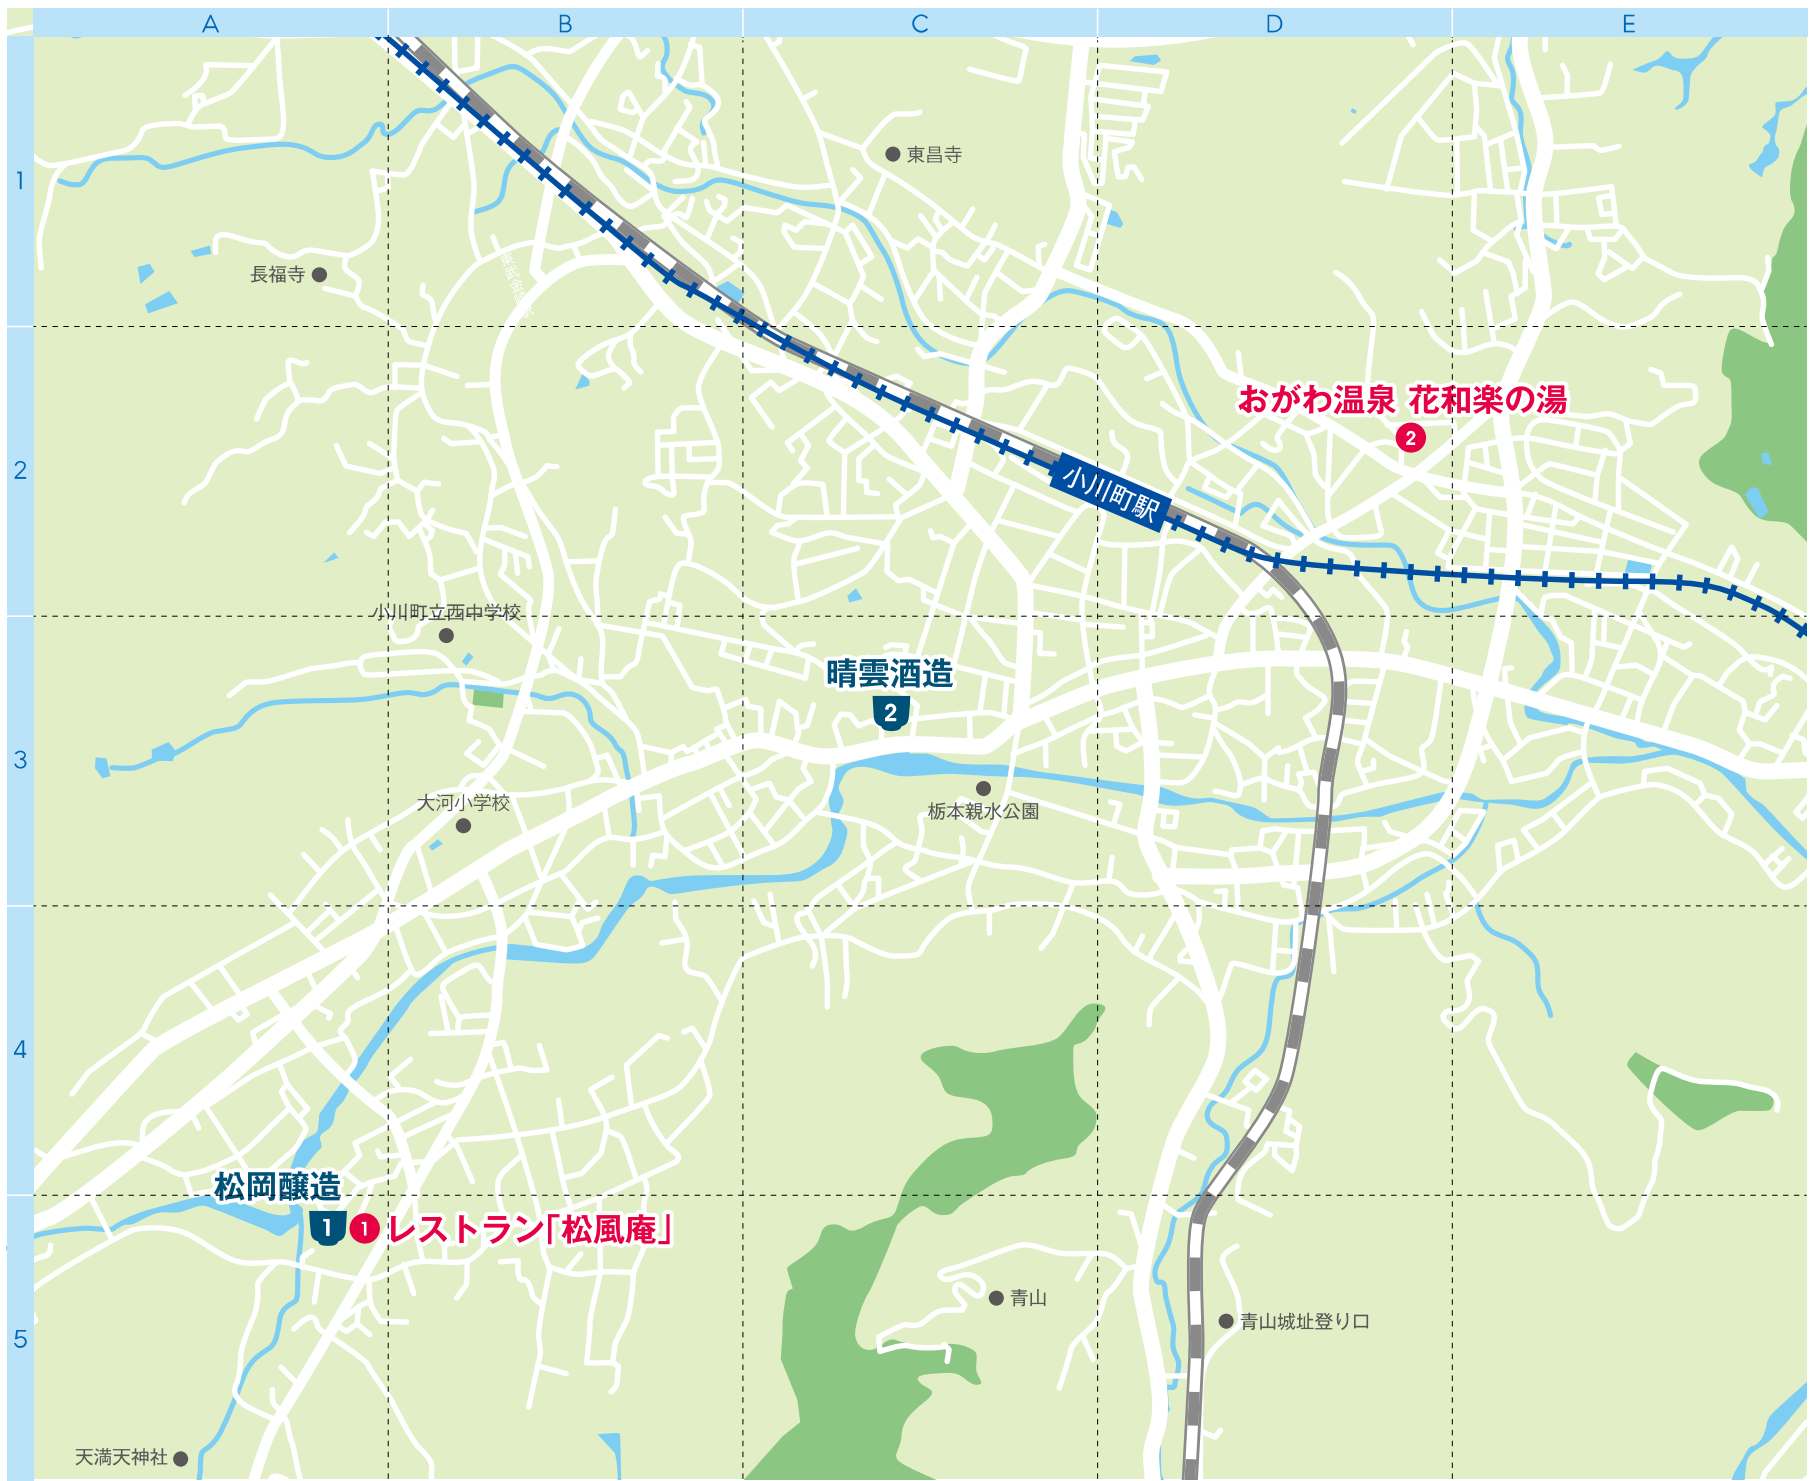 A
B
C
D
E
1
東昌寺
長福寺
おがわ温泉 花和楽の湯
2
2
小川町駅
小川町立西中学校
晴雲酒造
2
3
大河小学校
栃本親水公園
4
松岡醸造
1
1
レストラン「松風庵」
青山
青山城址登り口
5
天満天神社